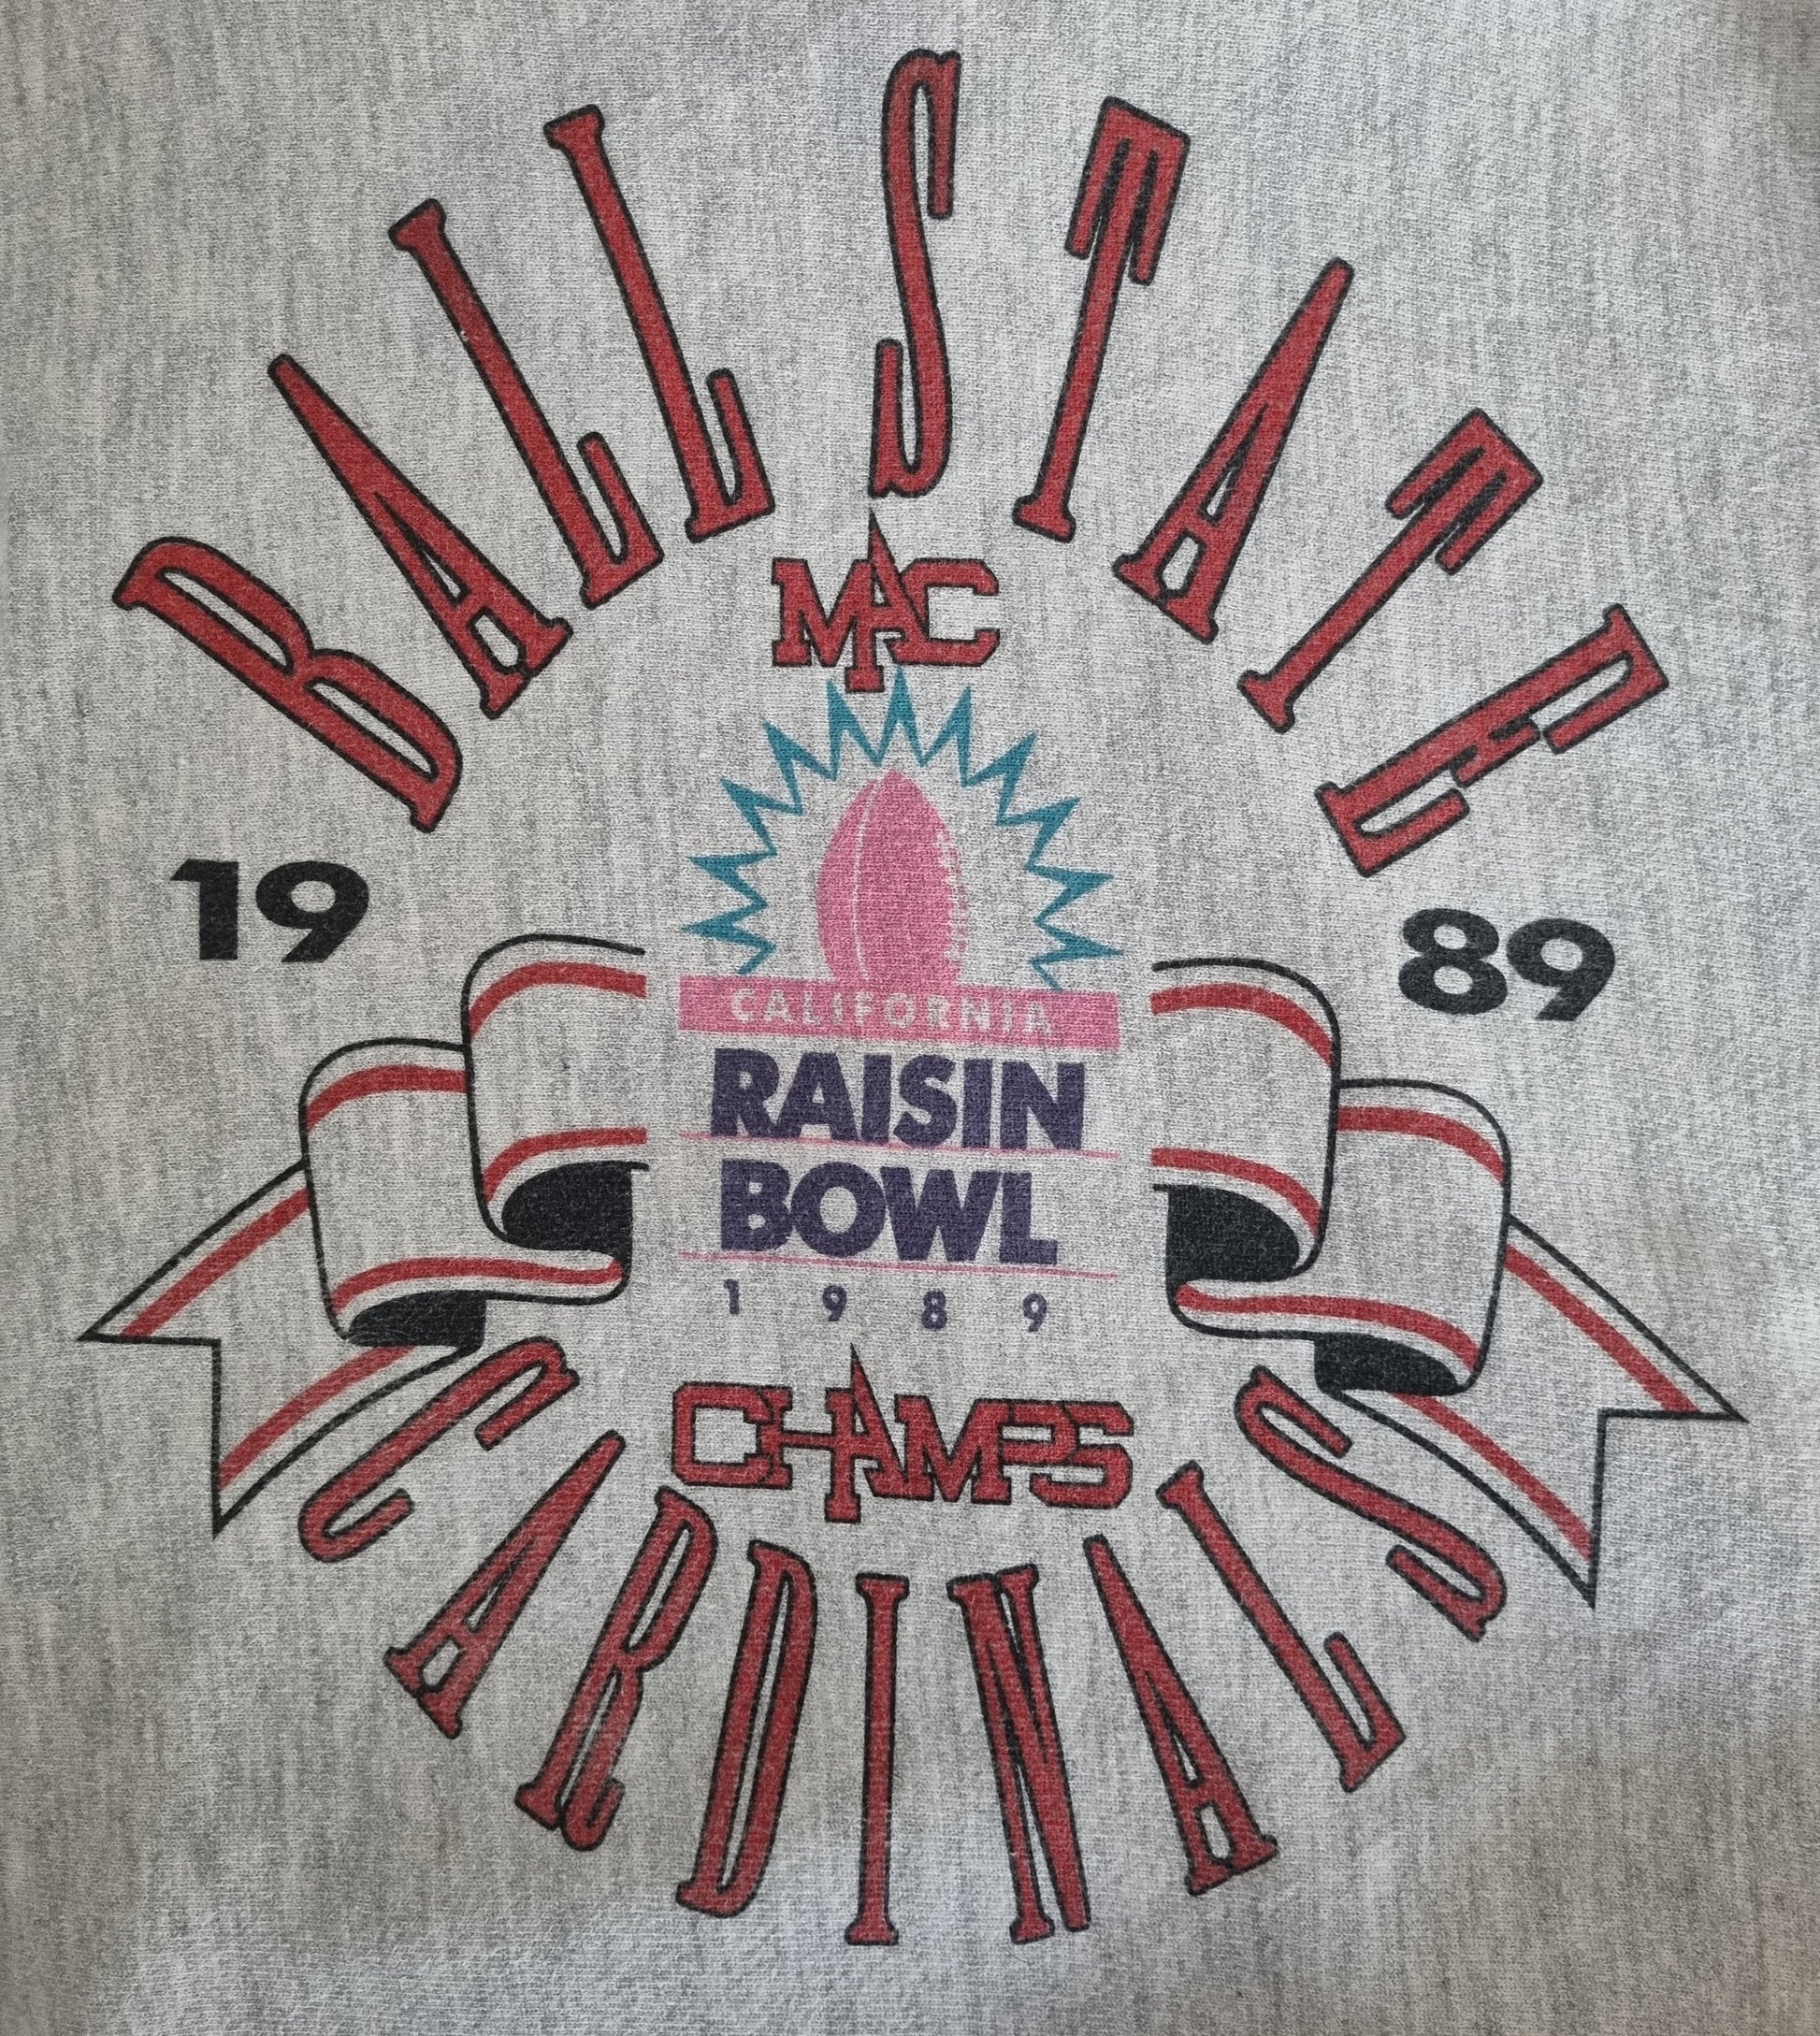 BALL STATE
MAC
19 89
CALIFORNIA
RAISIN
BOWL
1989
CHAMPS
CARDINALS